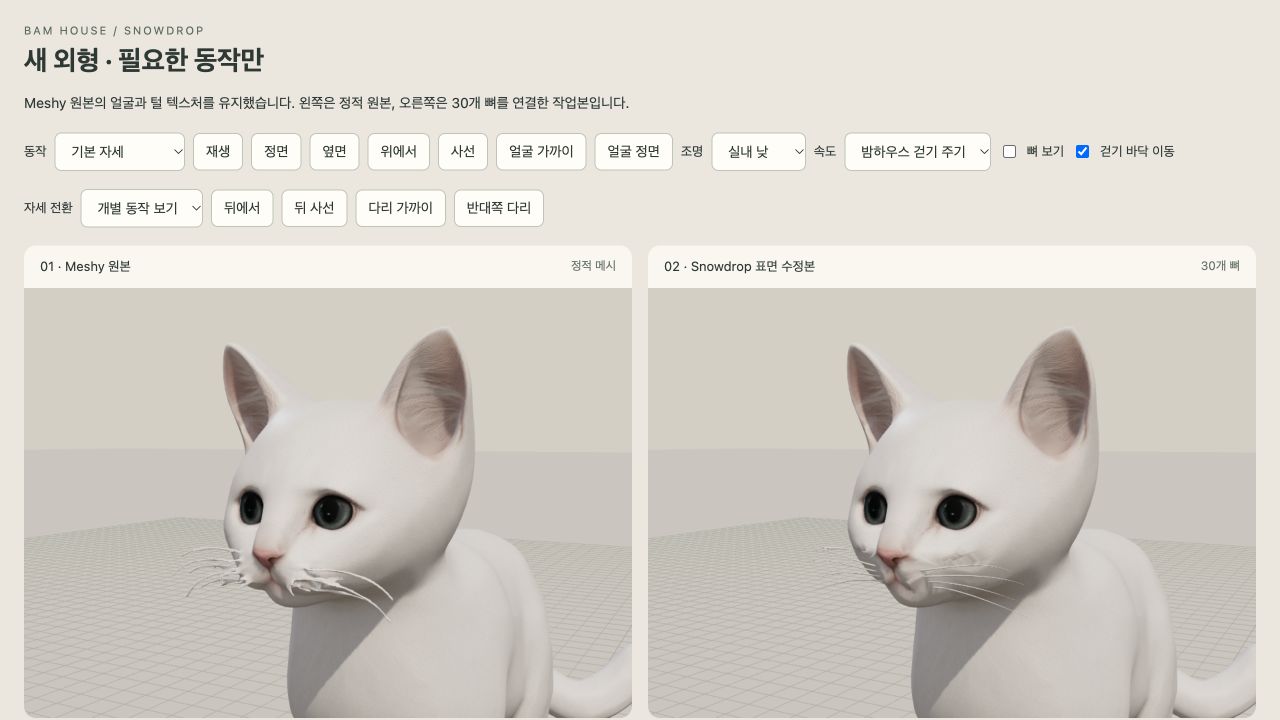 BAM HOUSE / SNOWDROP
새 외형 · 필요한 동작만
Meshy 원본의 얼굴과 털 텍스처를 유지했습니다. 왼쪽은 정적 원본, 오른쪽은 30개 뼈를 연결한 작업본입니다.
동작 기본 자세 재생 정면 옆면 위에서 사선 얼굴 가까이 얼굴 정면 조명 실내 낮 속도 밤하우스 걷기 주기 뼈 보기 걷기 바닥 이동
자세 전환 개별 동작 보기 뒤에서 뒤 사선 다리 가까이 반대쪽 다리
01 · Meshy 원본 정적 메시
02 · Snowdrop 표면 수정본 30개 뼈